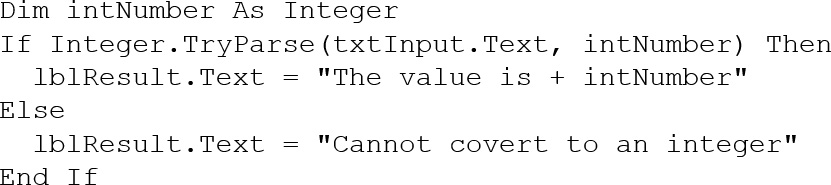 Dim intNumber As Integer
If Integer.TryParse(txtInput.Text, intNumber) Then
  lblResult.Text = "The value is + intNumber"
Else
  lblResult.Text = "Cannot covert to an integer"
End If